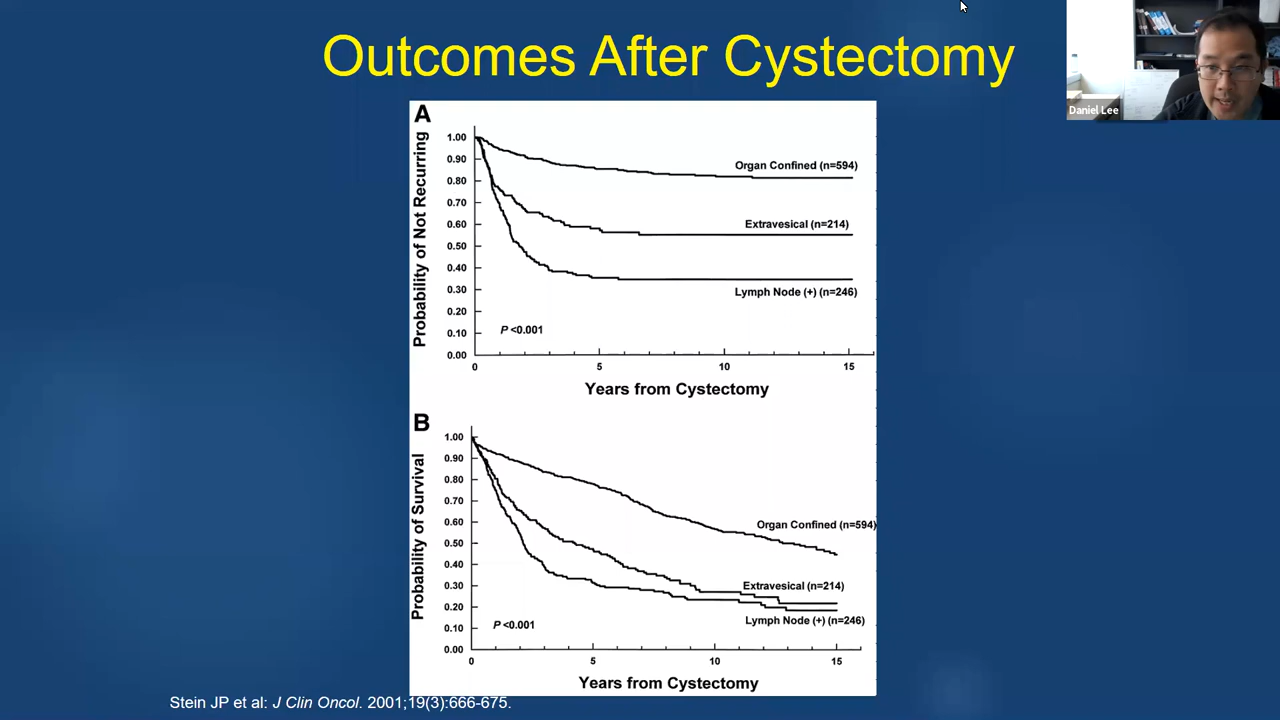 Outcomes After Cystectomy
Daniel Lee
A
Probability of Not Recurring
1.00
0.90
0.80
0.70
0.60
0.50
0.40
0.30
0.20
0.10
0.00
Organ Confined (n=594)
Extravesical (n=214)
Lymph Node (+) (n=246)
P <0.001
0 5 10 15
Years from Cystectomy
B
Probability of Survival
1.00
0.90
0.80
0.70
0.60
0.50
0.40
0.30
0.20
0.10
0.00
Organ Confined (n=594)
Extravesical (n=214)
Lymph Node (+) (n=246)
P <0.001
0 5 10 15
Years from Cystectomy
Stein JP et al: J Clin Oncol. 2001;19(3):666-675.